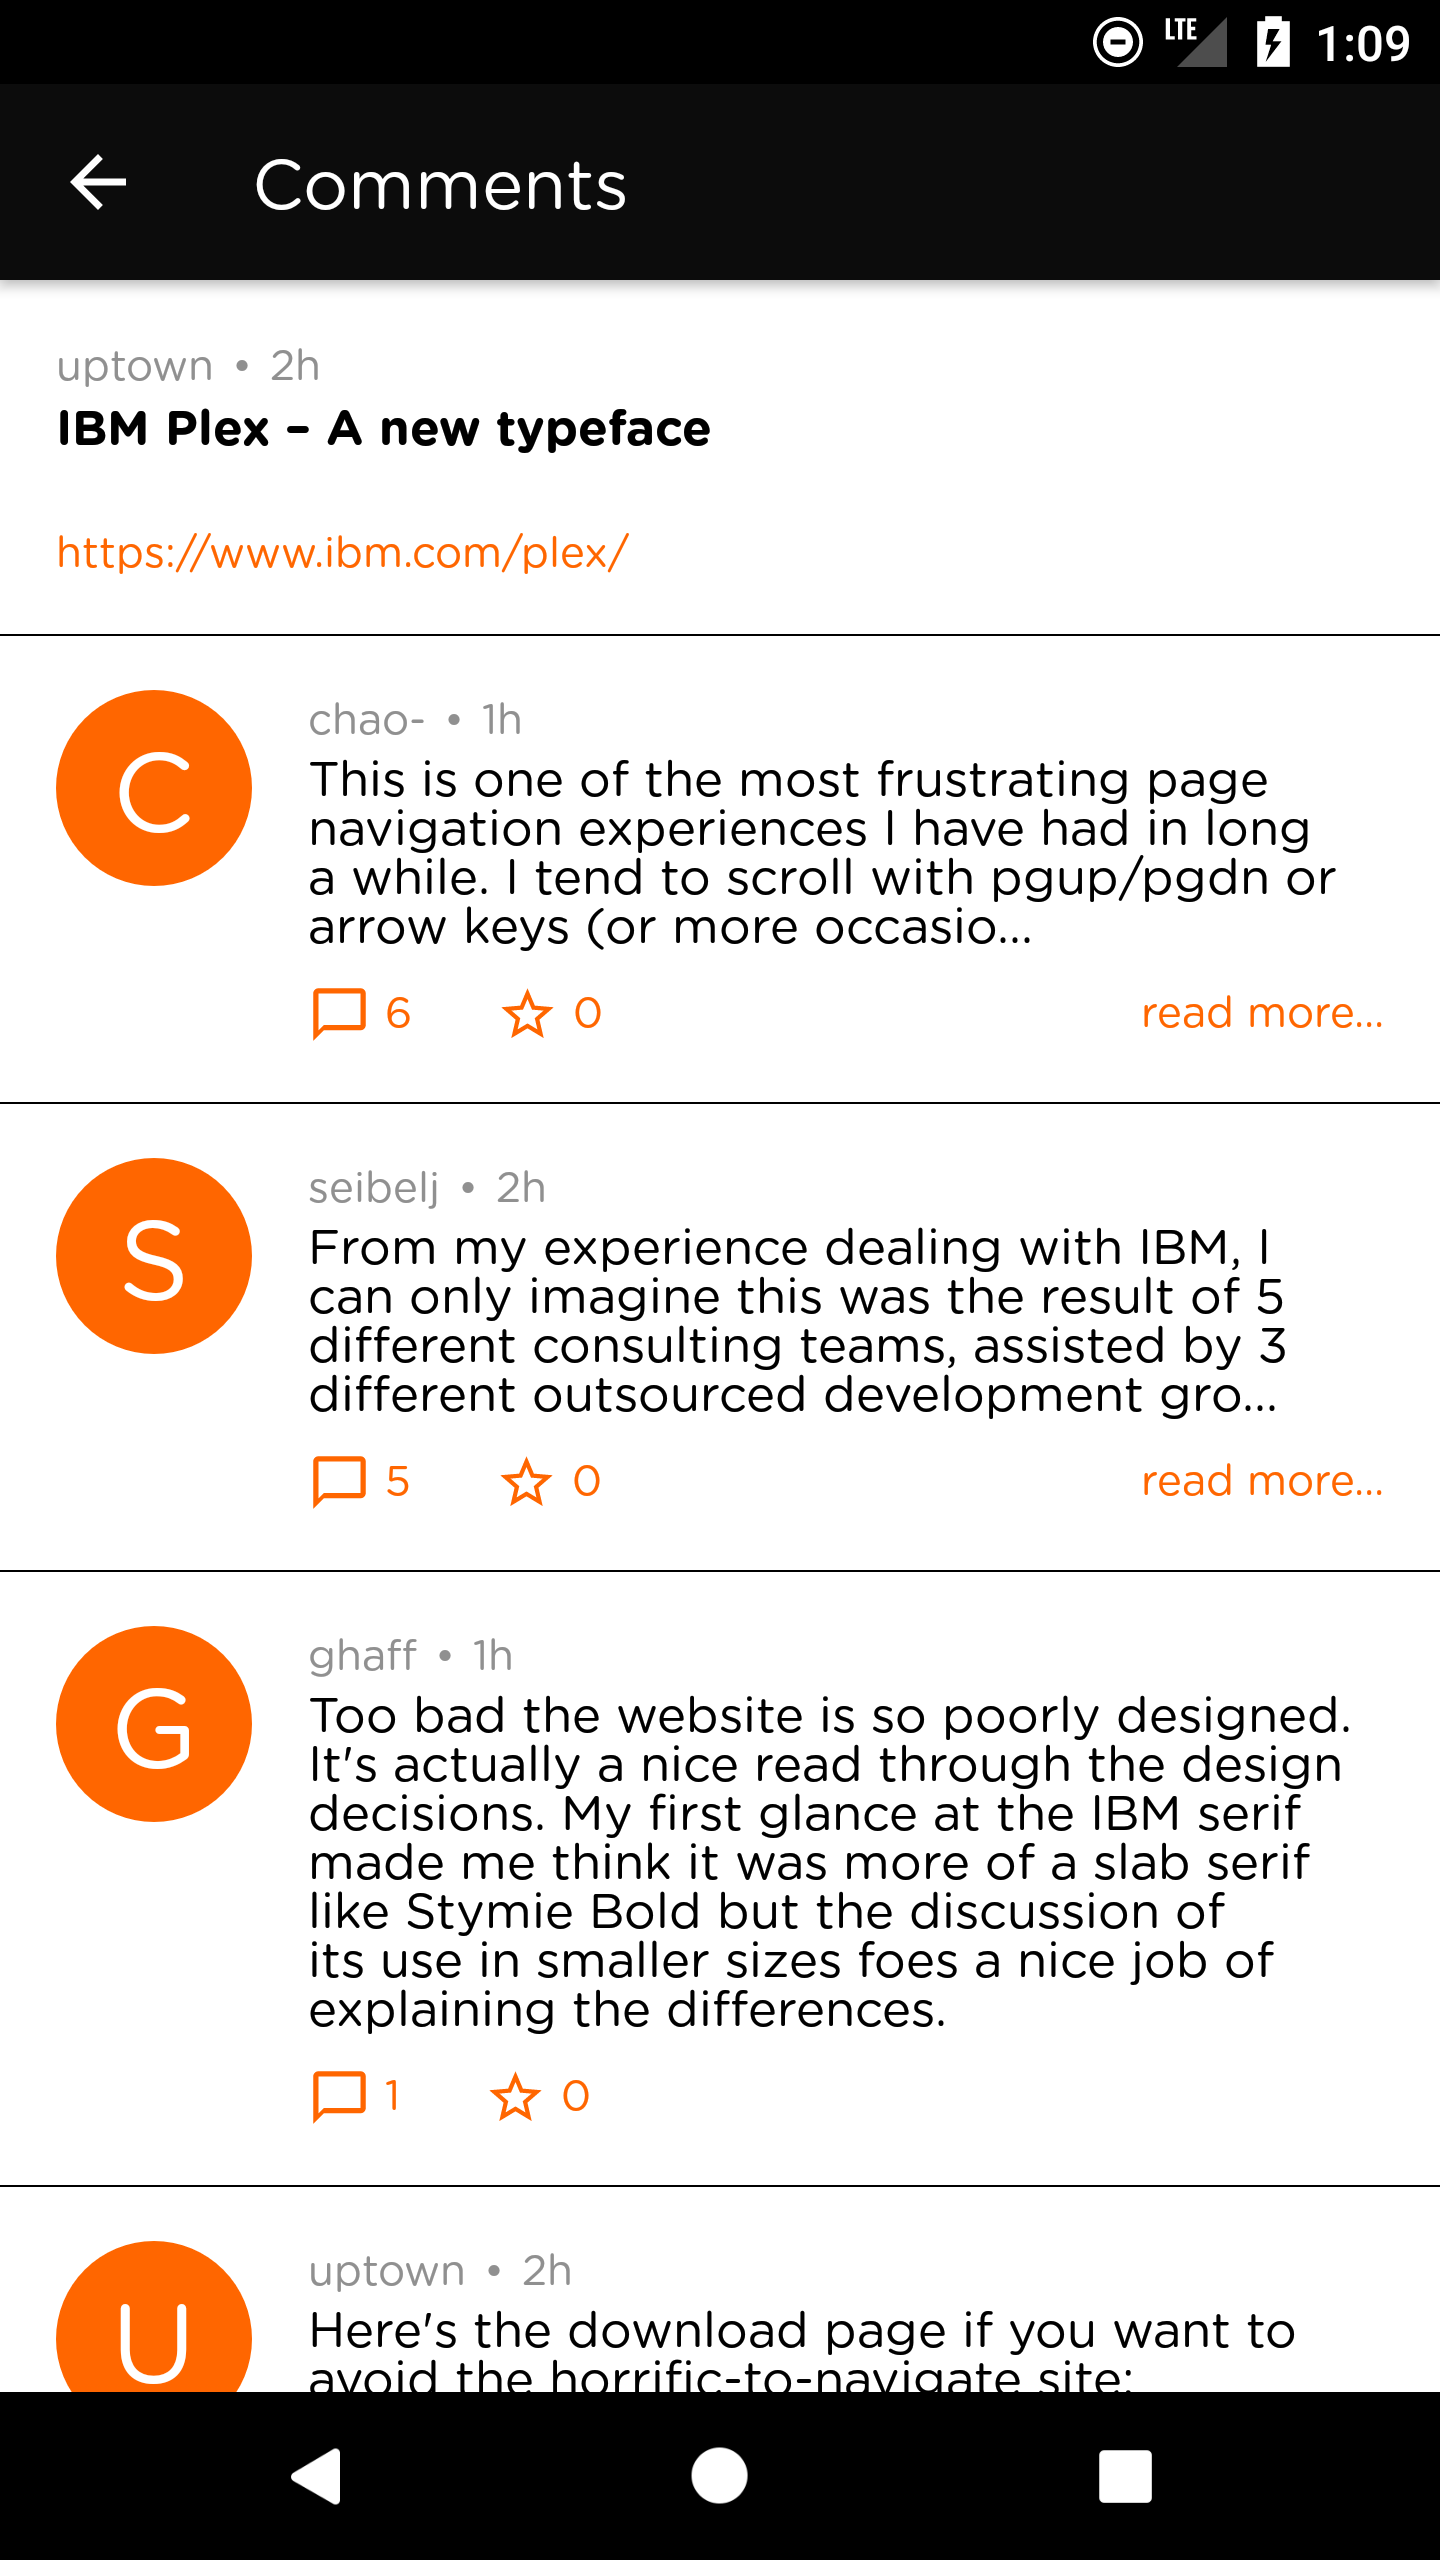 LTE 1:09
Comments
uptown • 2h
IBM Plex – A new typeface
https://www.ibm.com/plex/
C
chao- • 1h
This is one of the most frustrating page
navigation experiences I have had in long
a while. I tend to scroll with pgup/pgdn or
arrow keys (or more occasio...
6 0 read more...
S
seibelj • 2h
From my experience dealing with IBM, I
can only imagine this was the result of 5
different consulting teams, assisted by 3
different outsourced development gro...
5 0 read more...
G
ghaff • 1h
Too bad the website is so poorly designed.
It's actually a nice read through the design
decisions. My first glance at the IBM serif
made me think it was more of a slab serif
like Stymie Bold but the discussion of
its use in smaller sizes foes a nice job of
explaining the differences.
1 0
U
uptown • 2h
Here's the download page if you want to
avoid the horrific-to-navigate site: